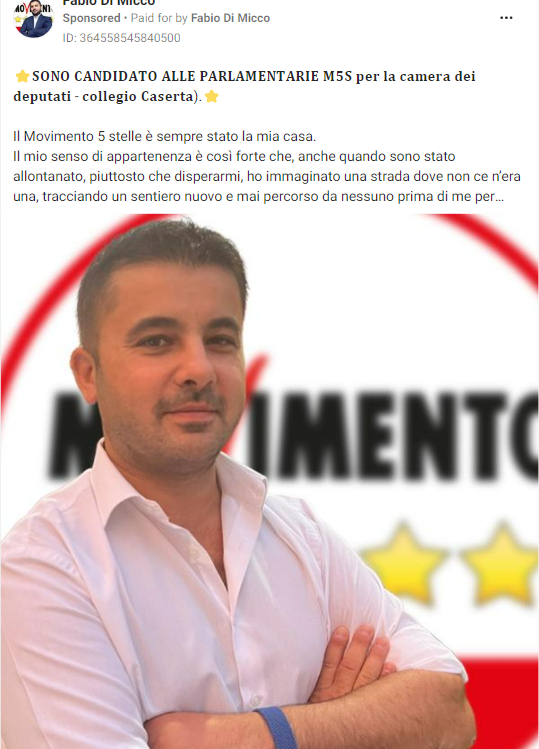 MOVIMENT
Fabio Di Micco
Sponsored • Paid for by Fabio Di Micco
ID: 364558545840500
⭐SONO CANDIDATO ALLE PARLAMENTARIE M5S per la camera dei
deputati - collegio Caserta).⭐
Il Movimento 5 stelle è sempre stato la mia casa.
Il mio senso di appartenenza è così forte che, anche quando sono stato
allontanato, piuttosto che disperarmi, ho immaginato una strada dove non ce n'era
una, tracciando un sentiero nuovo e mai percorso da nessuno prima di me per...
MOVIMENTO